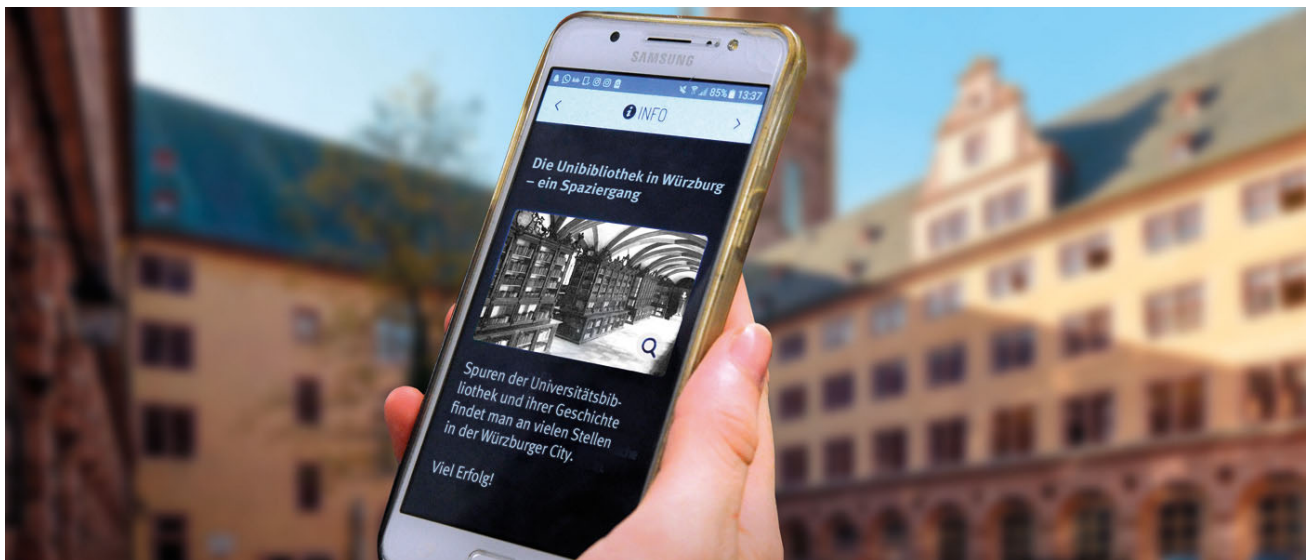 SAMSUNG
85% 13:37
INFO
Die Unibibliothek in Würzburg
– ein Spaziergang
Spuren der Universitätsbib-
liothek und ihrer Geschichte
findet man an vielen Stellen
in der Würzburger City.
Viel Erfolg!